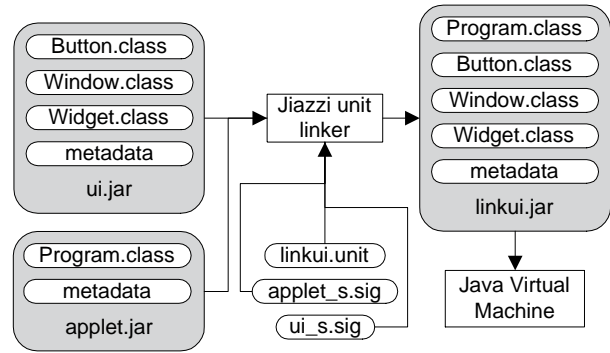 Button.class
Window.class
Widget.class
metadata
ui.jar
Program.class
metadata
applet.jar
Jiazzi unit
linker
linkui.unit
applet_s.sig
ui_s.sig
Program.class
Button.class
Window.class
Widget.class
metadata
linkui.jar
Java Virtual
Machine